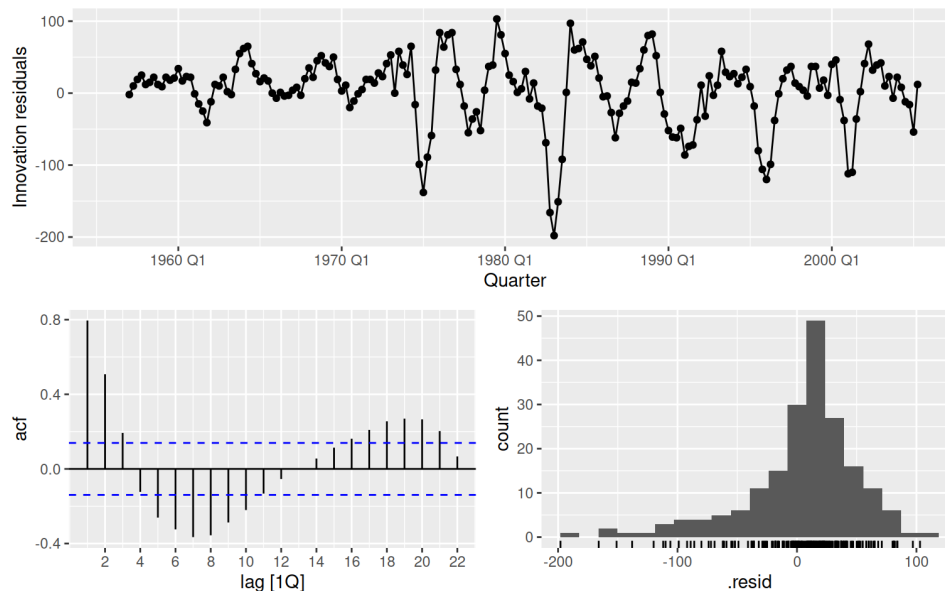 100
0
-100
-200
Innovation residuals
1960 Q1 1970 Q1 1980 Q1 1990 Q1 2000 Q1
Quarter
0.8
0.4
0.0
-0.4
acf
2 4 6 8 10 12 14 16 18 20 22
lag [1Q]
50
40
30
20
10
0
count
-200 -100 0 100
.resid